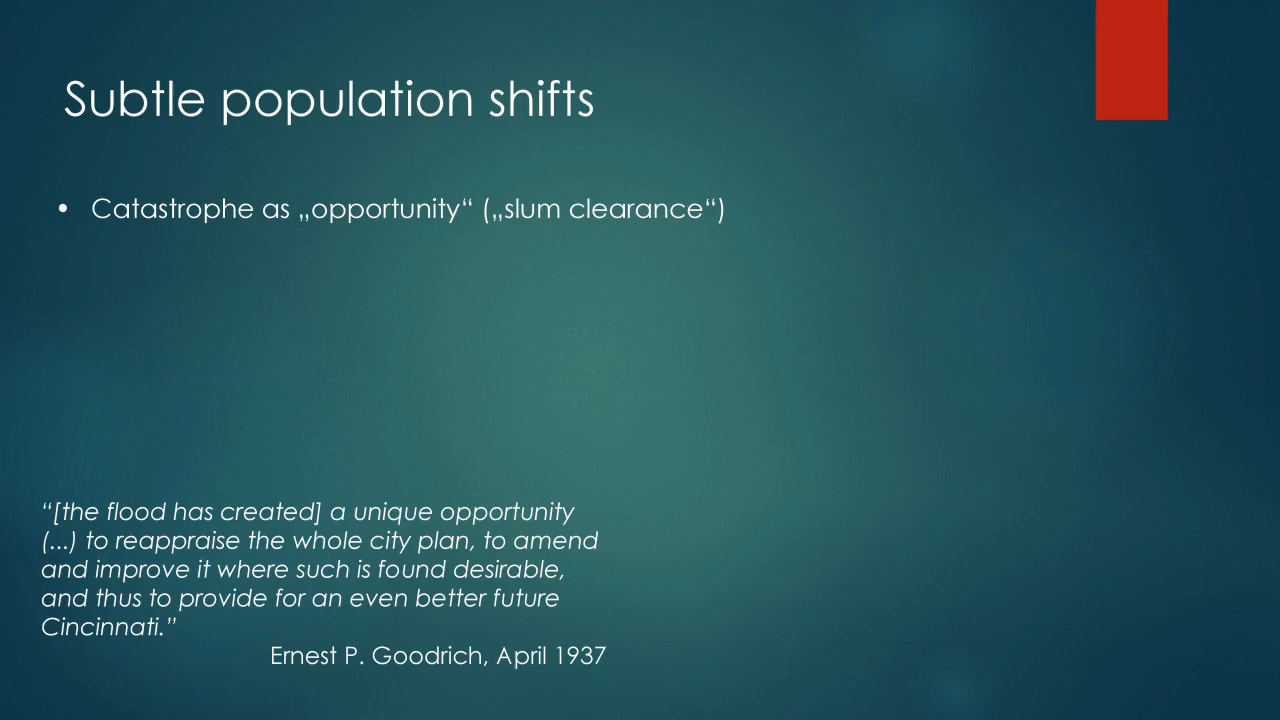 Subtle population shifts
• Catastrophe as „opportunity“ („slum clearance“)
“[the flood has created] a unique opportunity
(...) to reappraise the whole city plan, to amend
and improve it where such is found desirable,
and thus to provide for an even better future
Cincinnati.”
Ernest P. Goodrich, April 1937